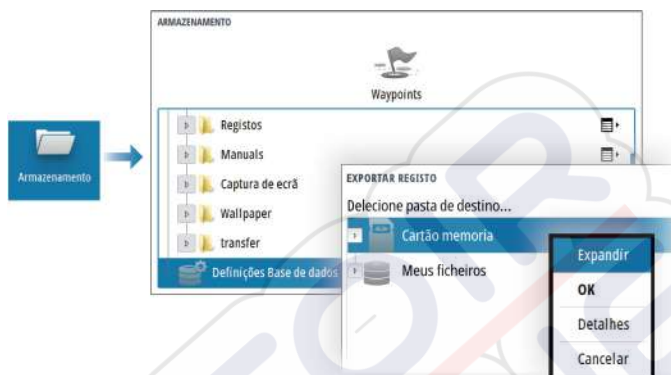 ARMAZENAMENTO
Waypoints
Registos
Manuals
Captura de ecrã
Wallpaper
transfer
Definições Base de dados
Armazenamento
EXPORTAR REGISTO
Delecione pasta de destino...
Cartão memoria
Meus ficheiros
Expandir
OK
Detalhes
Cancelar